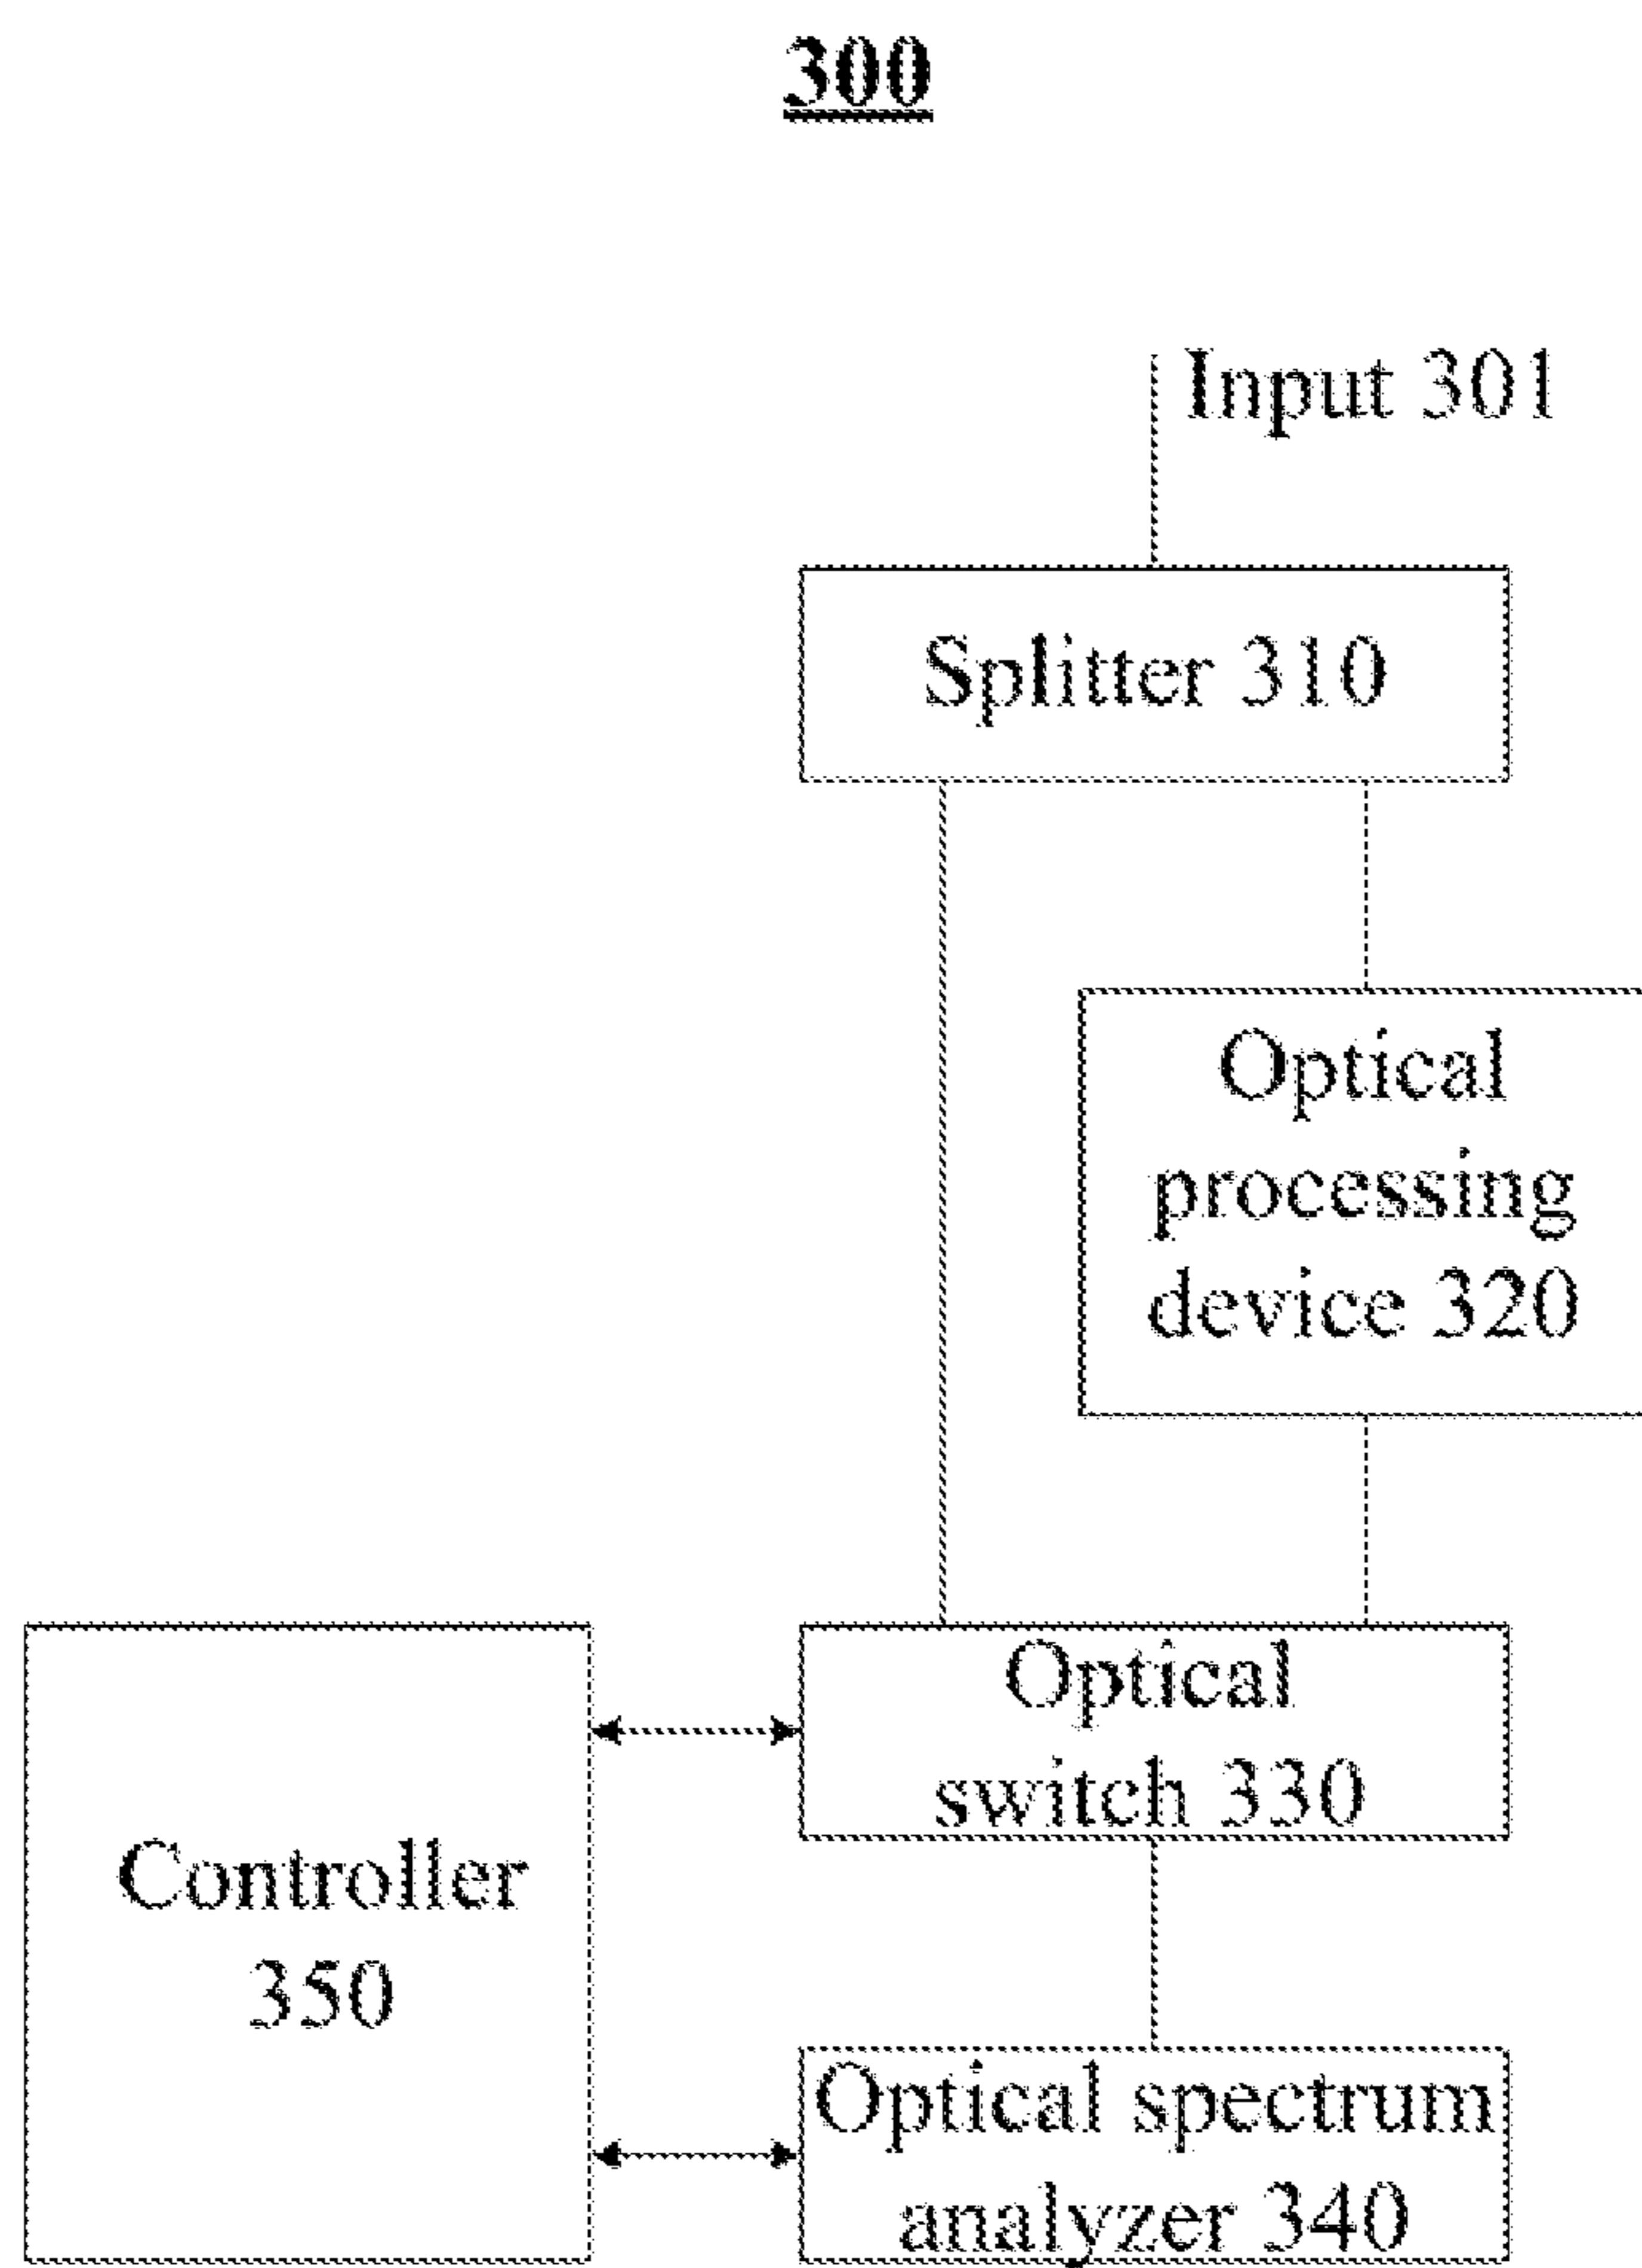 300
Input 301
Splitter 310
Optical
processing
device 320
Optical
switch 330
Controller
350
Optical spectrum
analyzer 340